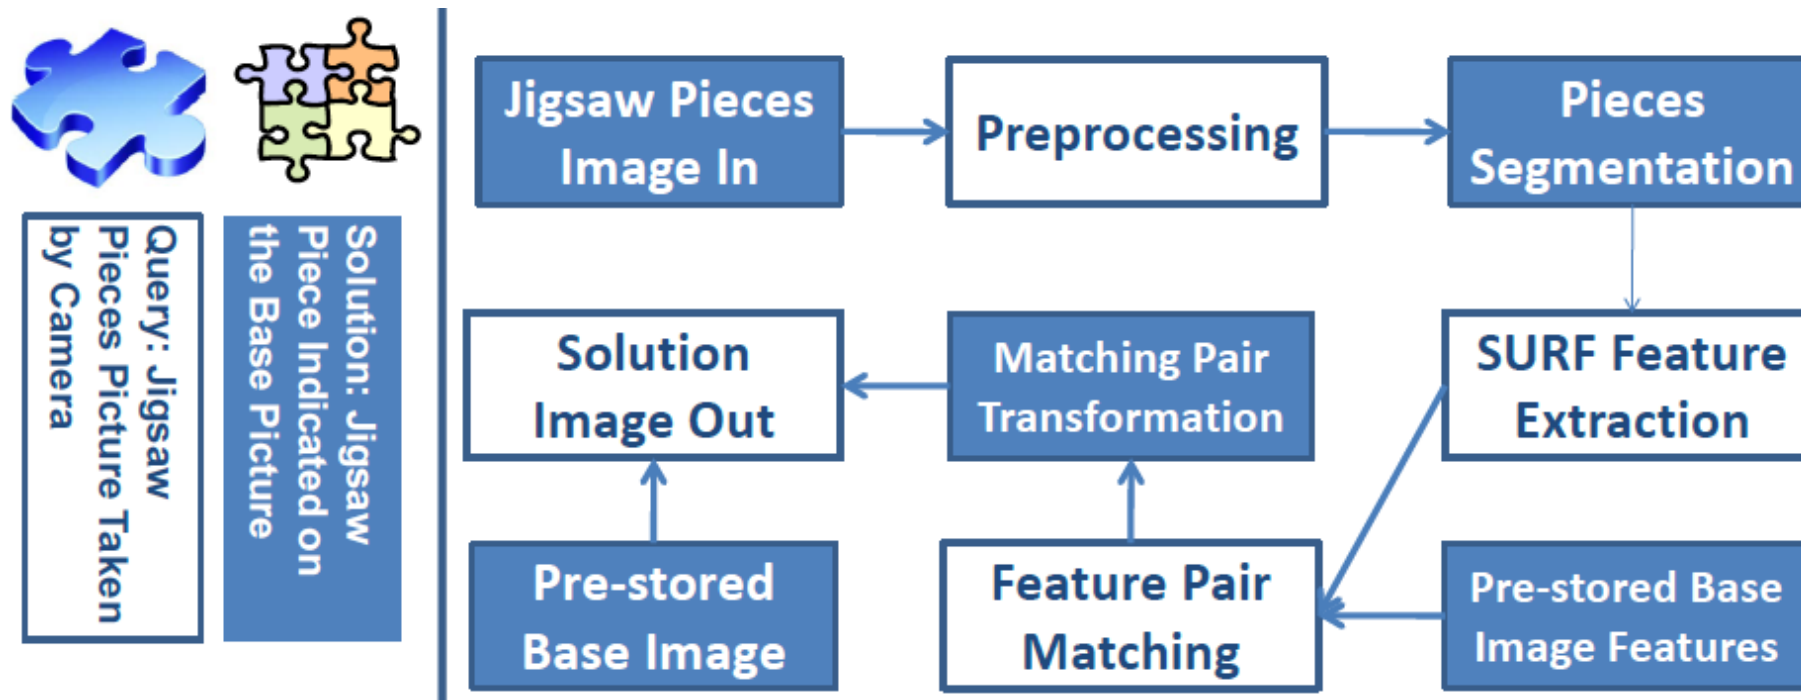 Query: Jigsaw
Pieces Picture Taken
by Camera
Solution: Jigsaw
Piece Indicated on
the Base Picture
Jigsaw Pieces
Image In
Preprocessing
Pieces
Segmentation
Solution
Image Out
Matching Pair
Transformation
SURF Feature
Extraction
Pre-stored
Base Image
Feature Pair
Matching
Pre-stored Base
Image Features